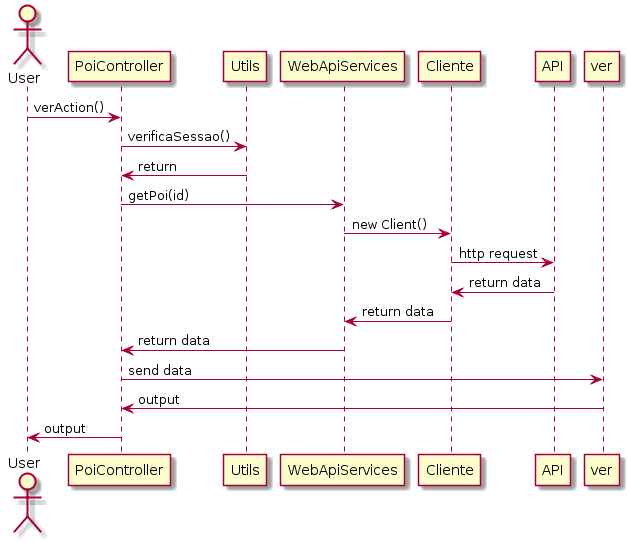 User
PoiController
Utils
WebApiServices
Cliente
API
ver
verAction()
verificaSessao()
return
getPoi(id)
new Client()
http request
return data
return data
return data
send data
output
output
User
PoiController
Utils
WebApiServices
Cliente
API
ver